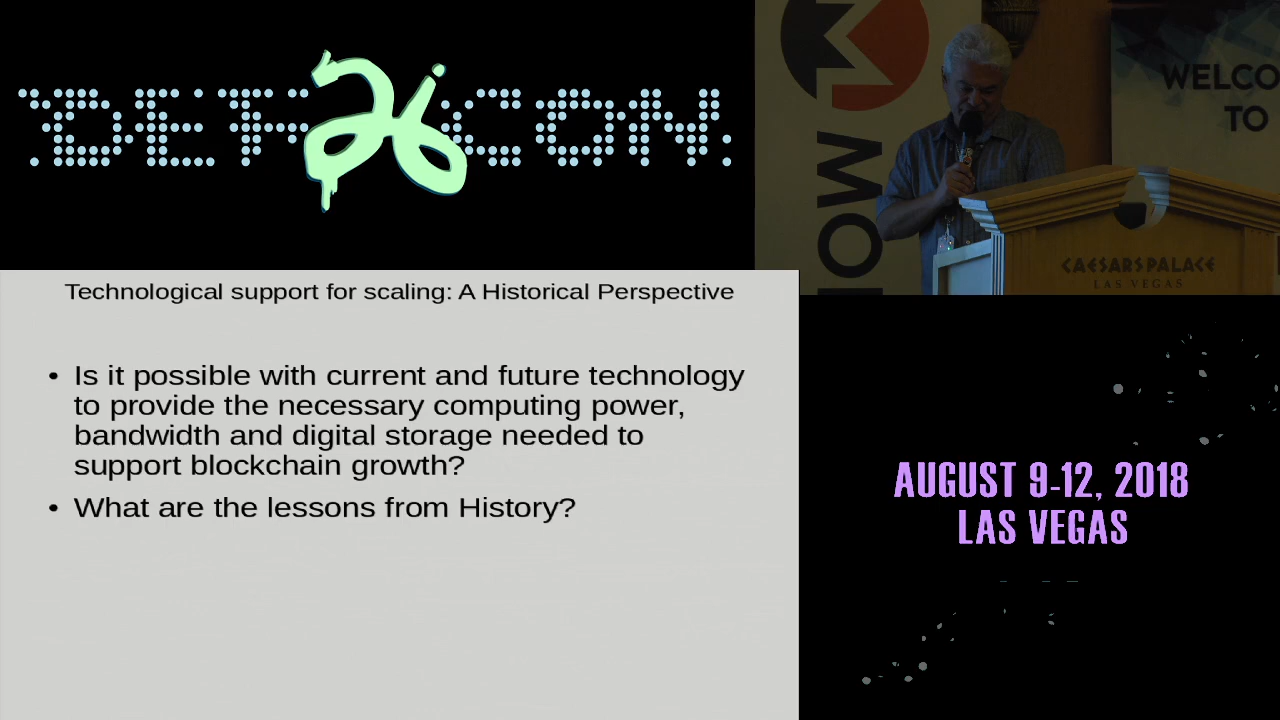 DEF CON
26
WELCO
TO
MOM
CAESARS PALACE
LAS VEGAS
Technological support for scaling: A Historical Perspective
• Is it possible with current and future technology
to provide the necessary computing power,
bandwidth and digital storage needed to
support blockchain growth?
• What are the lessons from History?
AUGUST 9-12, 2018
LAS VEGAS